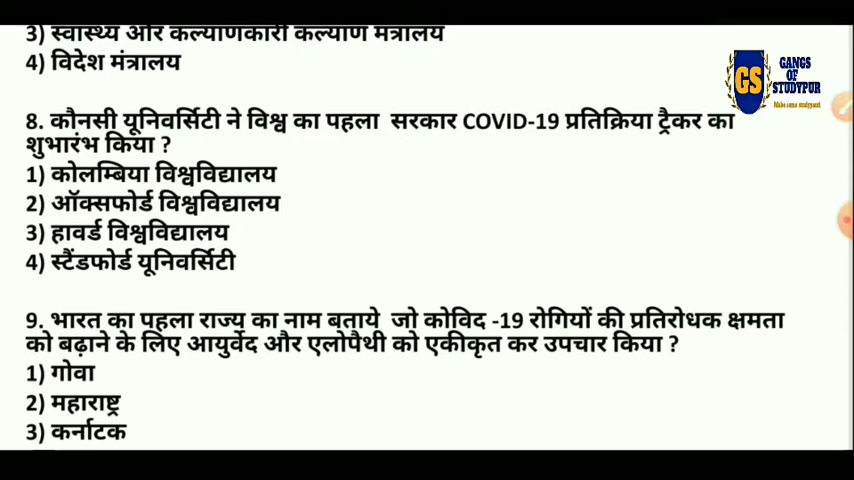 3) स्वास्थ्य और कल्याणकारी कल्याण मंत्रालय
4) विदेश मंत्रालय
GANGS
OF
STUDYPUR
GS
Make some studypanti
8. कौनसी यूनिवर्सिटी ने विश्व का पहला सरकार COVID-19 प्रतिक्रिया ट्रैकर का
शुभारंभ किया ?
1) कोलम्बिया विश्वविद्यालय
2) ऑक्सफोर्ड विश्वविद्यालय
3) हावर्ड विश्वविद्यालय
4) स्टैंडफोर्ड यूनिवर्सिटी
9. भारत का पहला राज्य का नाम बताये जो कोविद -19 रोगियों की प्रतिरोधक क्षमता
को बढ़ाने के लिए आयुर्वेद और एलोपैथी को एकीकृत कर उपचार किया ?
1) गोवा
2) महाराष्ट्र
3) कर्नाटक